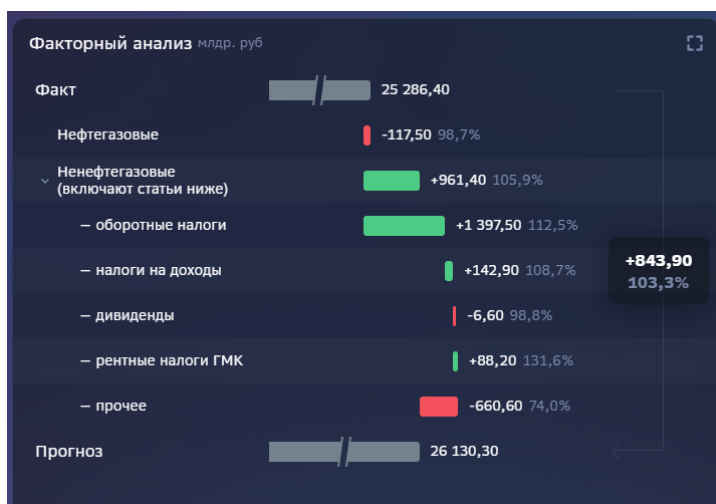 Факторный анализ млдр. руб
Факт 25 286,40
Нефтегазовые -117,50 98,7%
Ненефтегазовые
(включают статьи ниже) +961,40 105,9%
— оборотные налоги +1 397,50 112,5%
— налоги на доходы +142,90 108,7%
+843,90
103,3%
— дивиденды -6,60 98,8%
— рентные налоги ГМК +88,20 131,6%
— прочее -660,60 74,0%
Прогноз 26 130,30